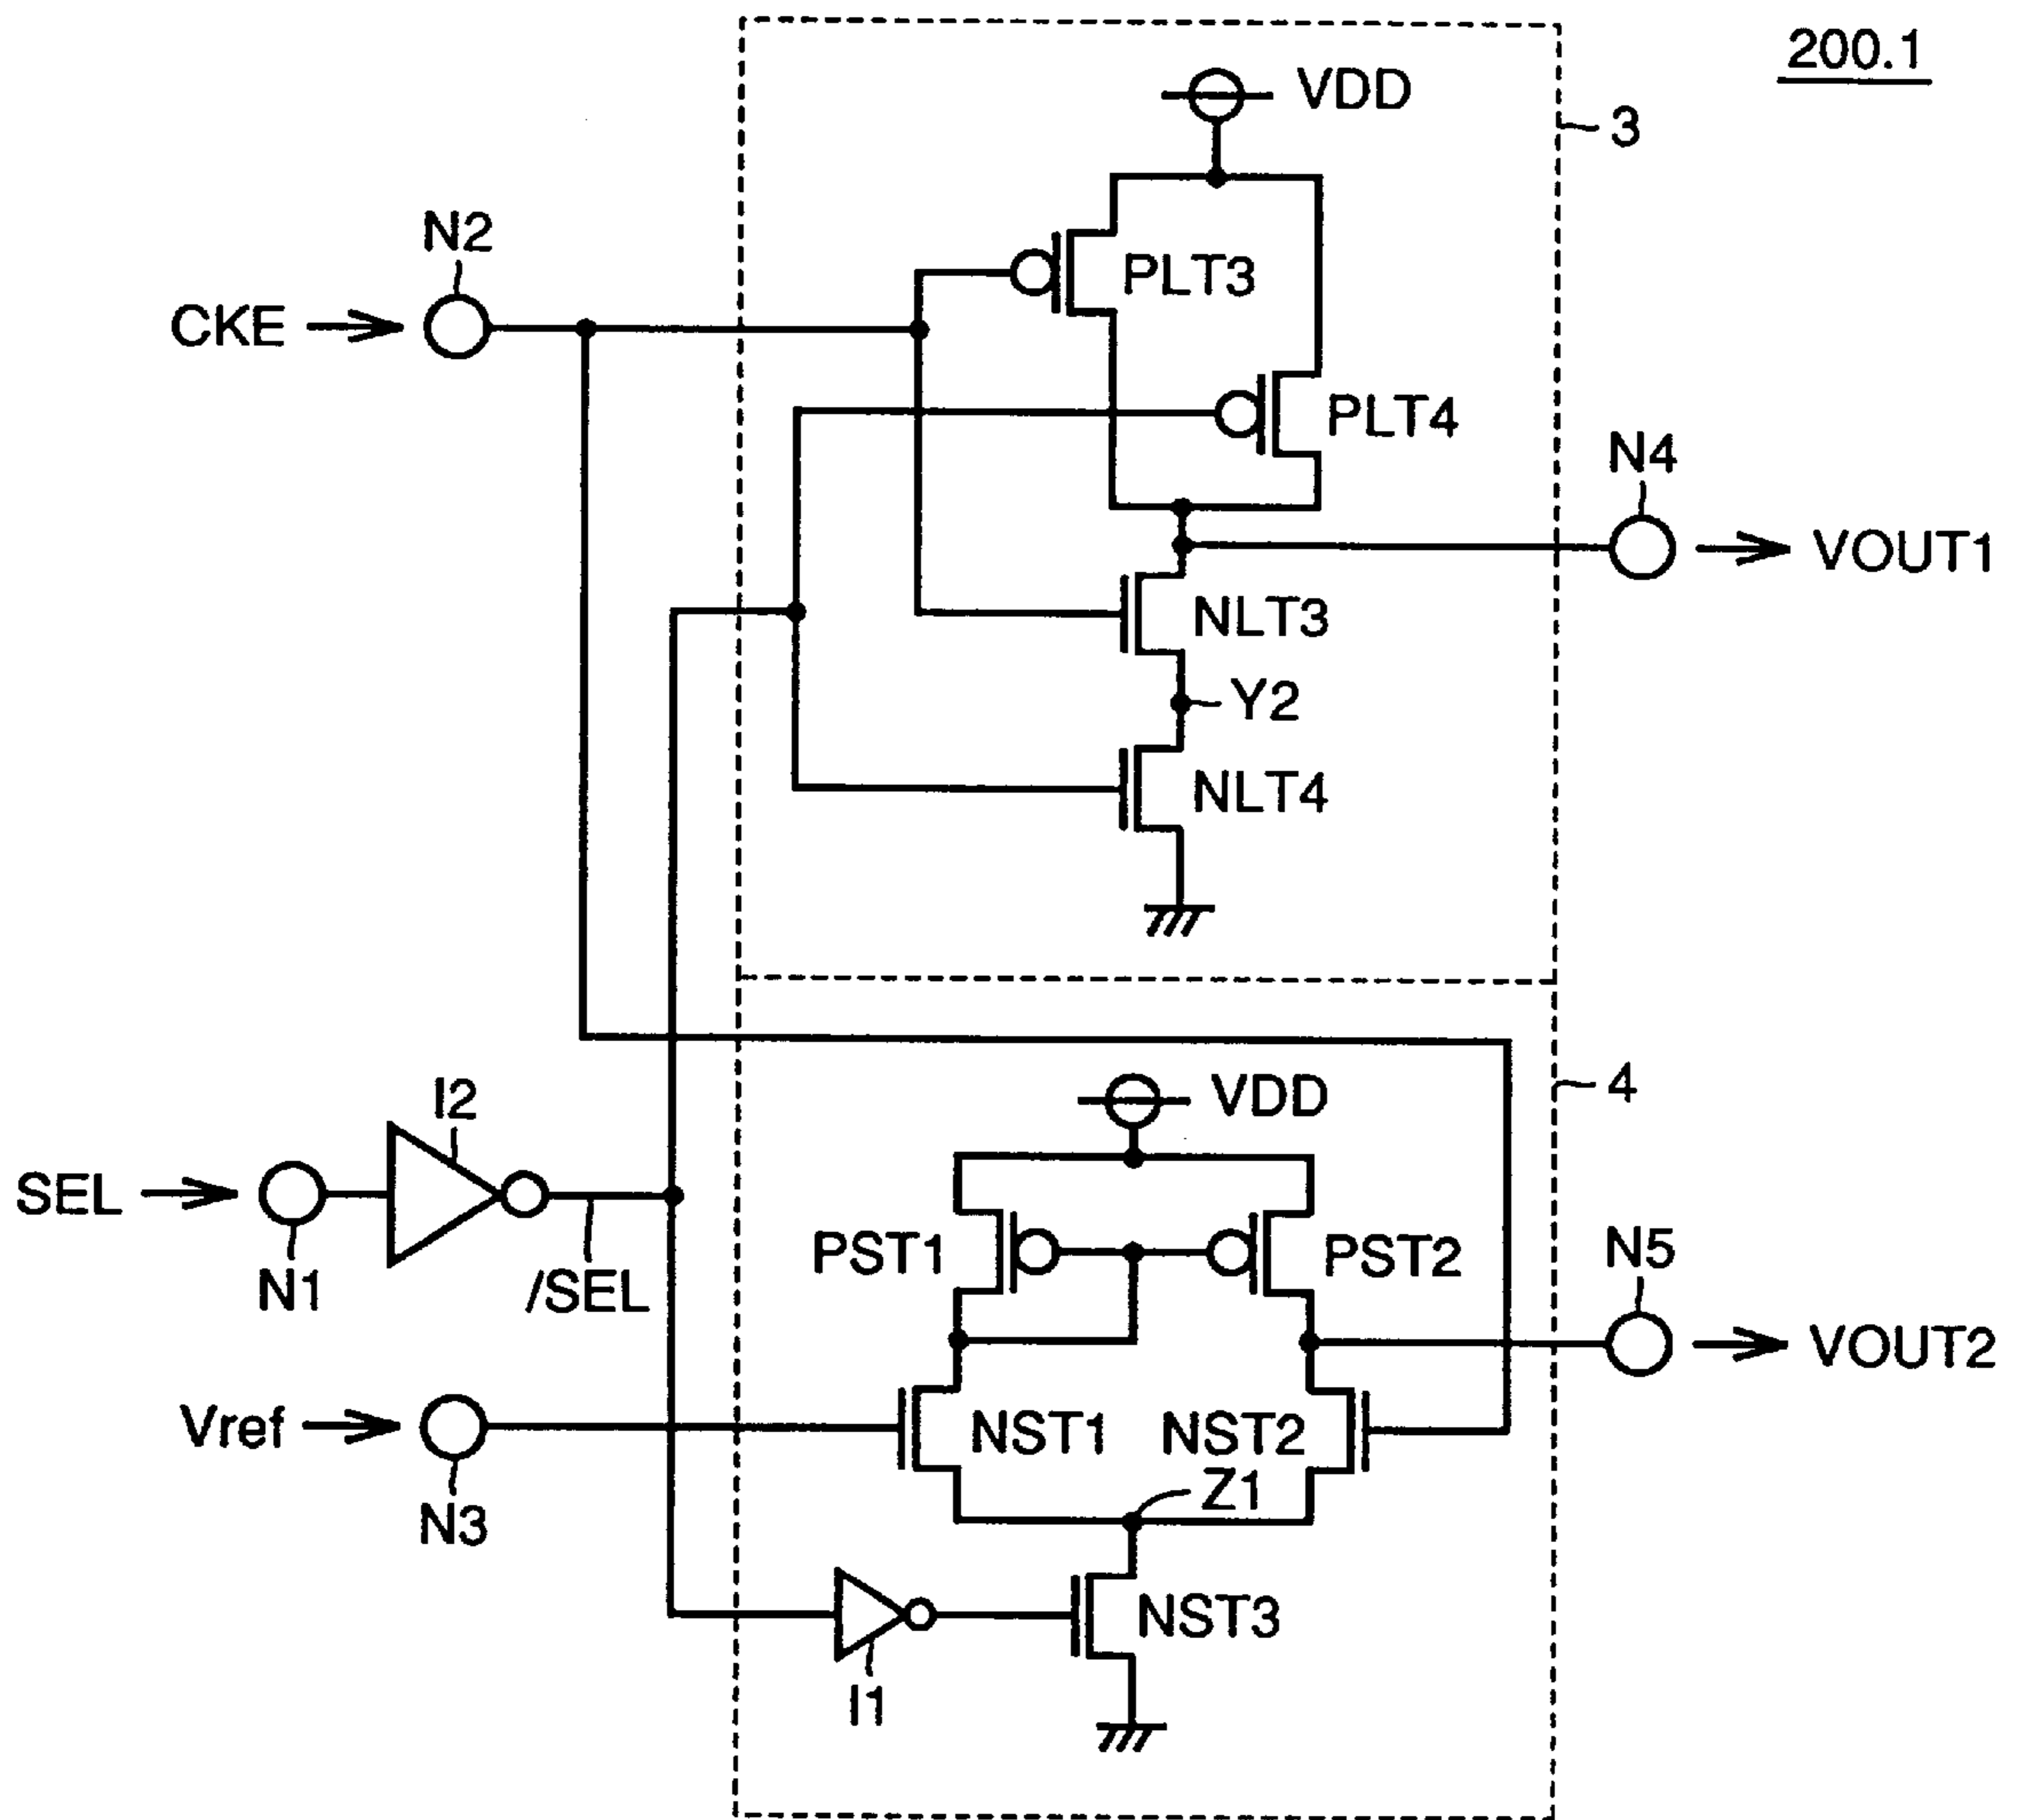 200.1
VDD
3
N2
PLT3
CKE
PLT4
N4
VOUT1
NLT3
Y2
NLT4
VDD
4
I2
SEL
PST1
PST2
N5
N1
/SEL
VOUT2
Vref
NST1
NST2
Z1
N3
NST3
I1